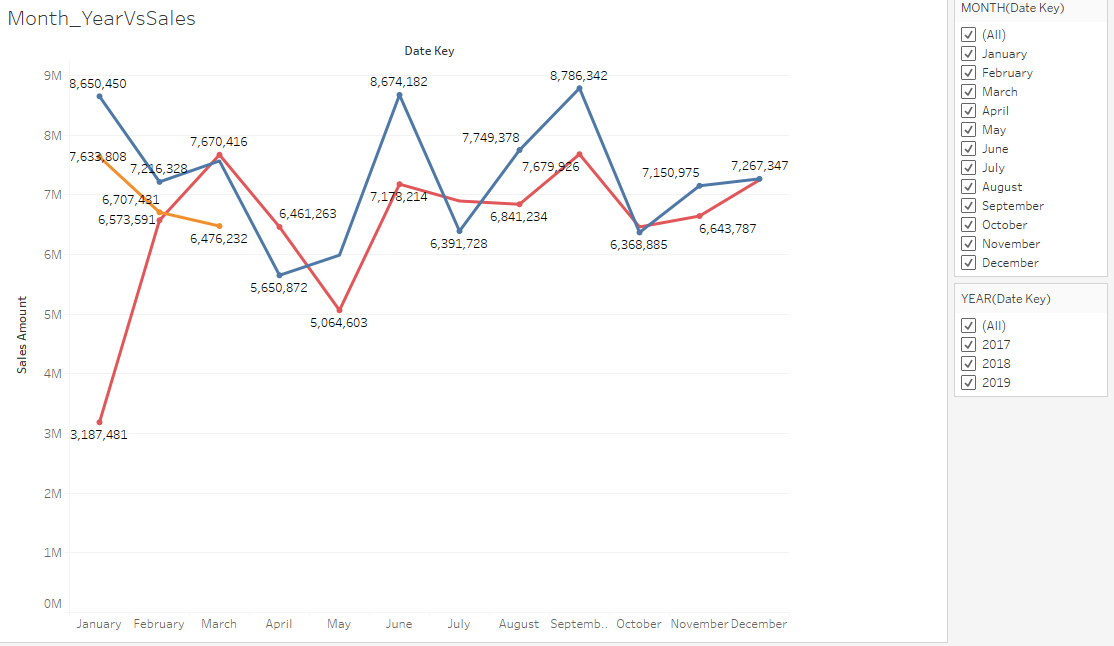 Month_YearVsSales
Date Key
Sales Amount
9M
8M
7M
6M
5M
4M
3M
2M
1M
0M
8,650,450
7,633,808
7,216,328
7,670,416
6,707,431
6,573,591
6,476,232
3,187,481
6,461,263
5,650,872
5,064,603
8,674,182
7,178,214
6,391,728
7,749,378
6,841,234
8,786,342
7,679,926
6,368,885
7,150,975
6,643,787
7,267,347
January February March April May June July August Septemb.. October November December
MONTH(Date Key)
(All)
January
February
March
April
May
June
July
August
September
October
November
December
YEAR(Date Key)
(All)
2017
2018
2019